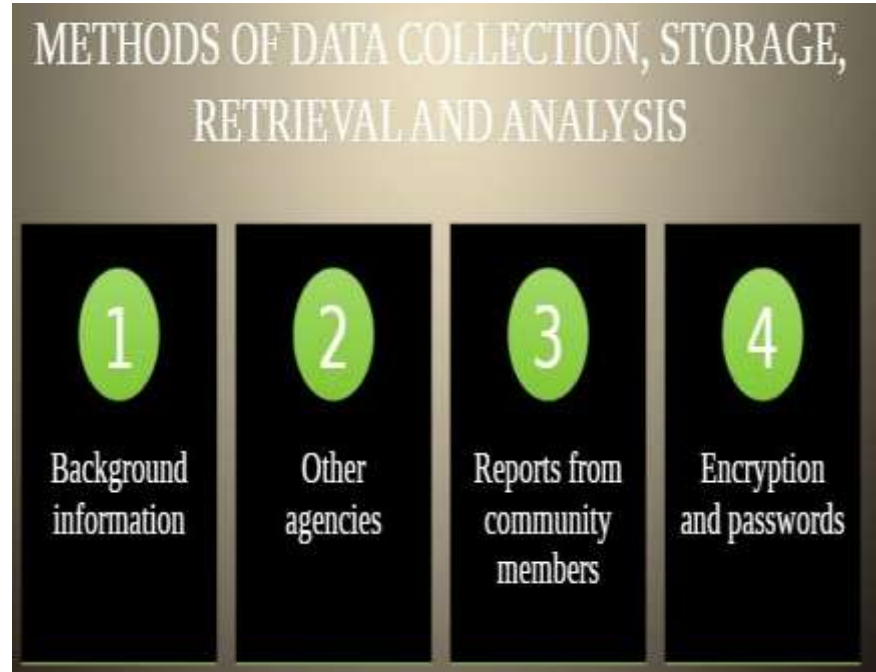 METHODS OF DATA COLLECTION, STORAGE,
RETRIEVAL AND ANALYSIS
1
Background
information
2
Other
agencies
3
Reports from
community
members
4
Encryption
and passwords